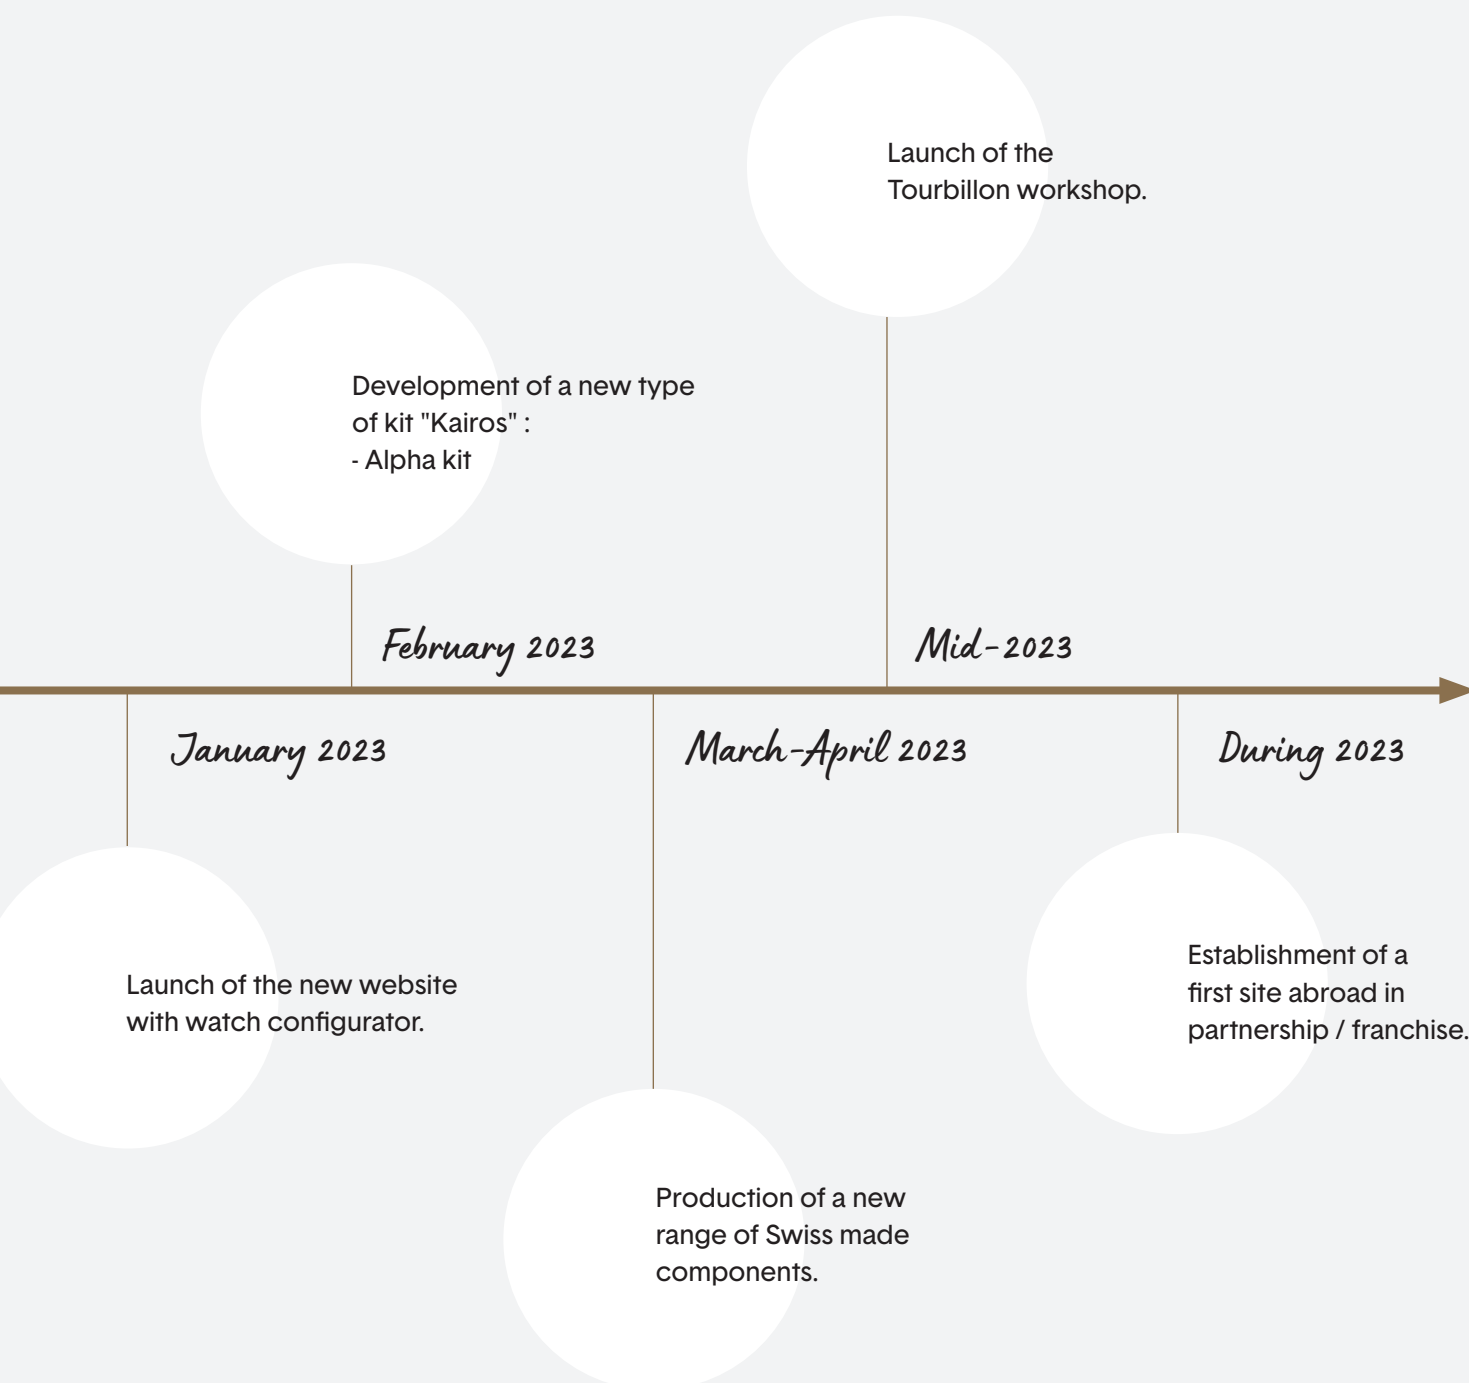 Launch of the
Tourbillon workshop.
Development of a new type
of kit "Kairos" :
- Alpha kit
February 2023
Mid-2023
January 2023
March-April 2023
During 2023
Launch of the new website
with watch configurator.
Establishment of a
first site abroad in
partnership / franchise.
Production of a new
range of Swiss made
components.